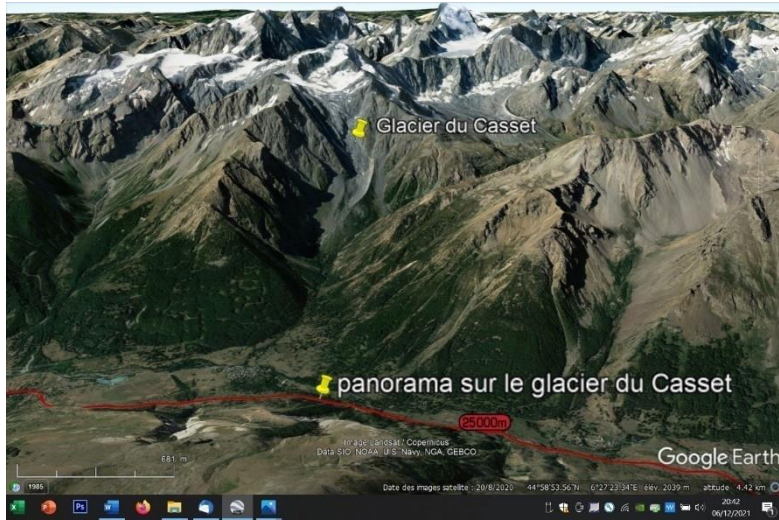 Glacier du Casset
panorama sur le glacier du Casset
25000m
Image Landsat / Copernicus
Data SIO, NOAA, U.S. Navy, NGA, GEBCO
681 m
Google Earth
1985
Date des images satellite : 20/8/2020 44°58'53.56"N 6°27'23.34"E élév. 2039 m altitude 4.42 km
Ps
W
20:42
06/12/2021